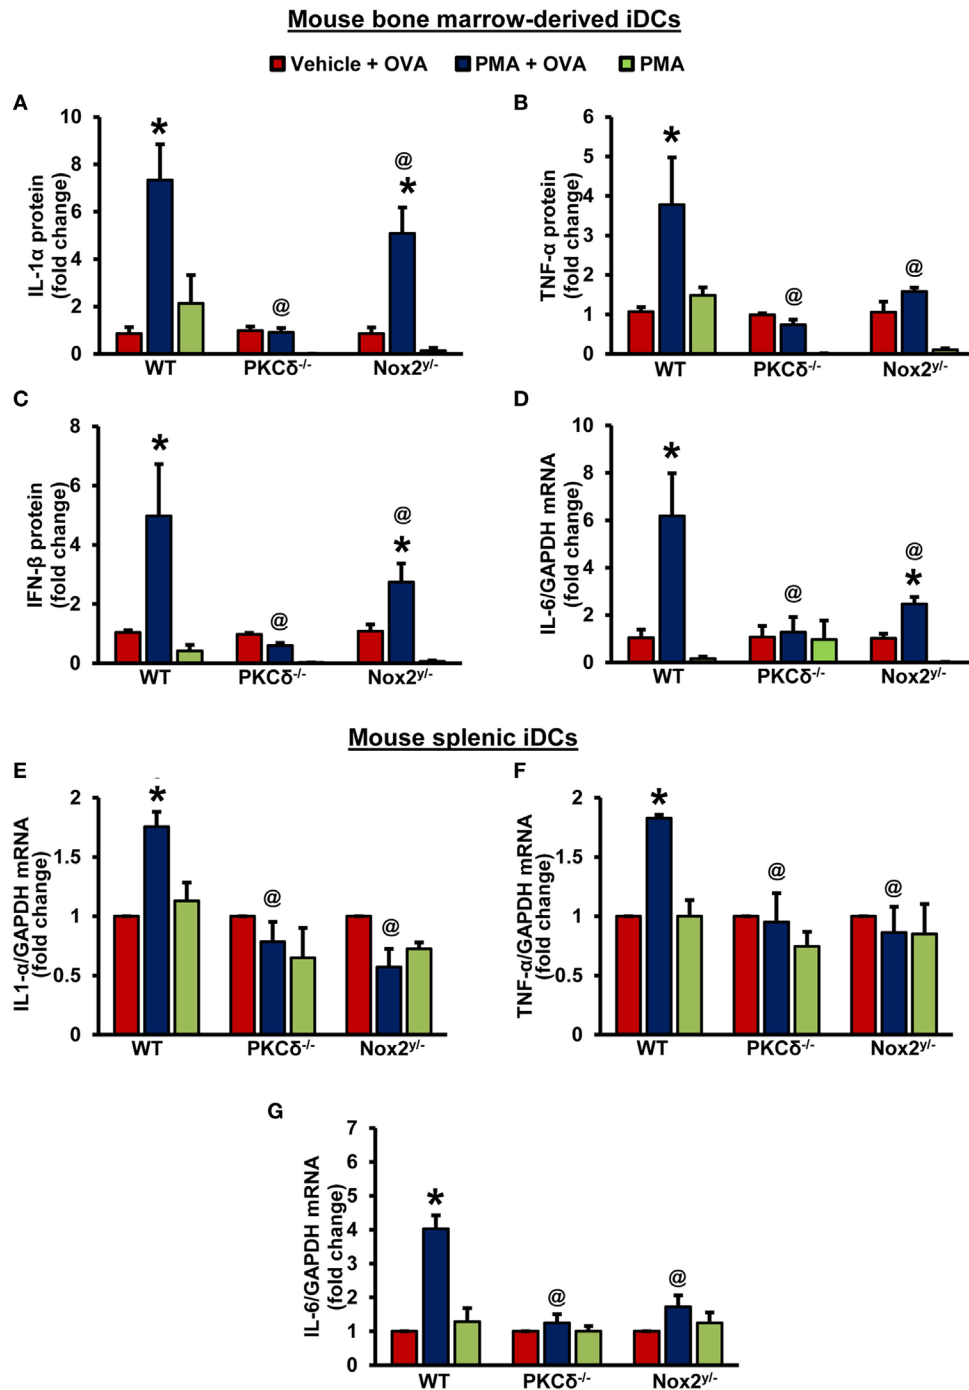 Mouse bone marrow-derived iDCs
Vehicle + OVA PMA + OVA PMA
A
IL-1α protein
(fold change)
10
8
6
4
2
0
*
@
@
*
WT PKCδ-/- Nox2y/-
B
TNF-α protein
(fold change)
6
5
4
3
2
1
0
*
@
@
WT PKCδ-/- Nox2y/-
C
IFN-β protein
(fold change)
8
6
4
2
0
*
@
@
*
WT PKCδ-/- Nox2y/-
D
IL-6/GAPDH mRNA
(fold change)
10
8
6
4
2
0
*
@
@
*
WT PKCδ-/- Nox2y/-
Mouse splenic iDCs
E
IL1-α/GAPDH mRNA
(fold change)
2
1.5
1
0.5
0
*
@
@
WT PKCδ-/- Nox2y/-
F
TNF-α/GAPDH mRNA
(fold change)
2
1.5
1
0.5
0
*
@
@
WT PKCδ-/- Nox2y/-
G
IL-6/GAPDH mRNA
(fold change)
7
6
5
4
3
2
1
0
*
@
@
WT PKCδ-/- Nox2y/-